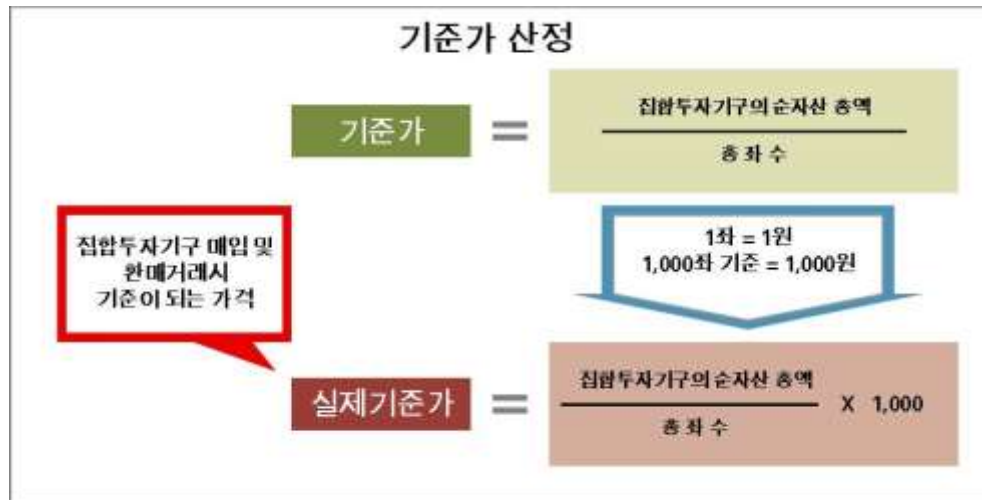 기준가 산정
기준가
=
집합투자기구의 순자산 총액
총 좌 수
집합투자기구 매입 및
환매거래시
기준이 되는 가격
1좌 = 1원
1,000좌 기준 = 1,000원
실제기준가
=
집합투자기구의 순자산 총액
총 좌 수
X 1,000